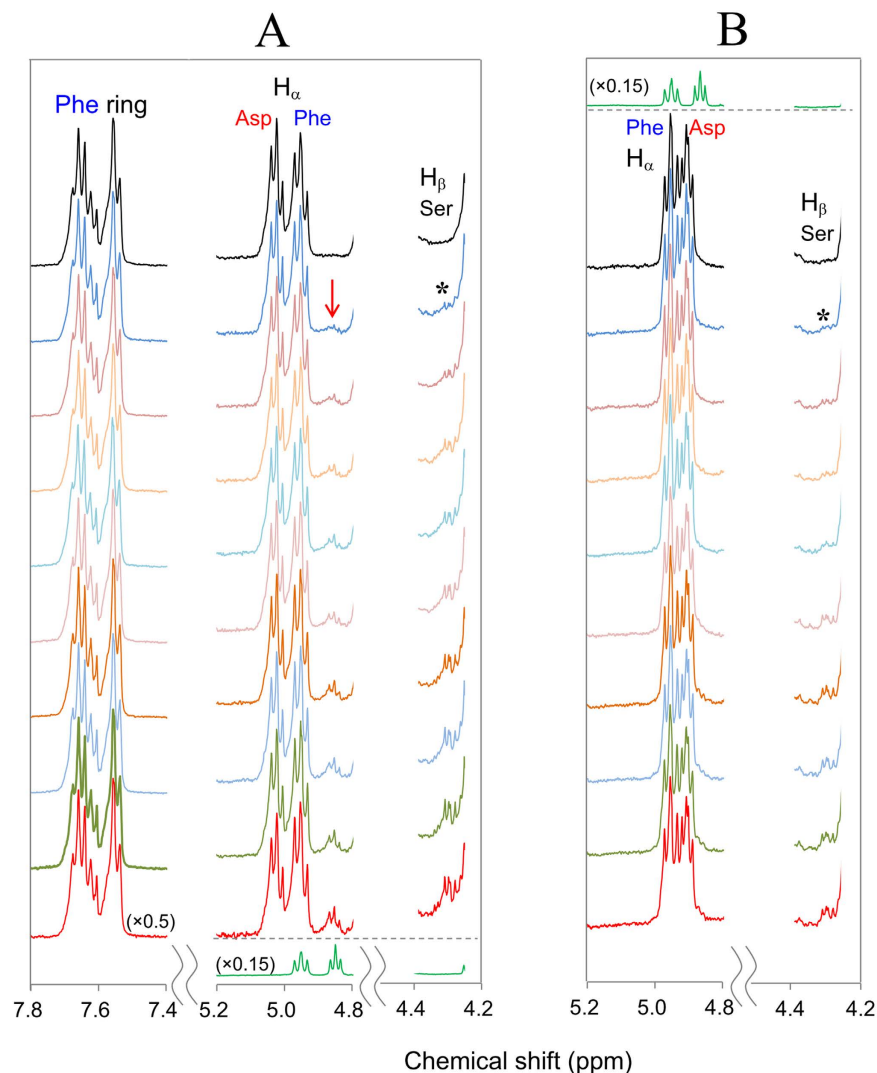 A
B
Phe ring
Hα
Asp Phe
Hβ
Ser
*
(×0.5)
(×0.15)
7.8 7.6 7.4 5.2 5.0 4.8 4.4 4.2
(×0.15)
Phe Asp
Hα
Hβ
Ser
*
5.2 5.0 4.8 4.4 4.2
Chemical shift (ppm)